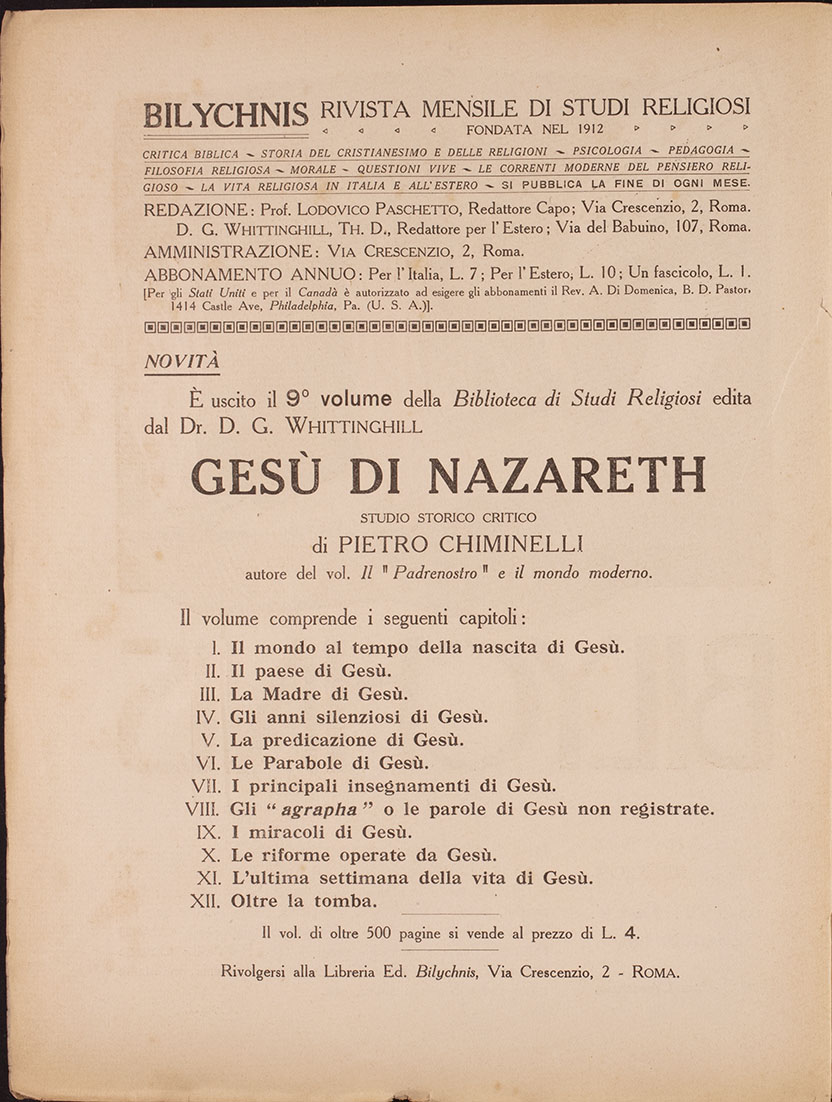 BILYCHNIS RIVISTA MENSILE DI STUDI RELIGIOSI
FONDATA NEL 1912
CRITICA BIBLICA ~ STORIA DEL CRISTIANESIMO E DELLE RELIGIONI ~ PSICOLOGIA ~ PEDAGOGIA ~
FILOSOFIA RELIGIOSA ~ MORALE ~ QUESTIONI VIVE ~ LE CORRENTI MODERNE DEL PENSIERO RELI-
GIOSO ~ LA VITA RELIGIOSA IN ITALIA E ALL'ESTERO ~ SI PUBBLICA LA FINE DI OGNI MESE.
REDAZIONE: Prof. LODOVICO PASCHETTO, Redattore Capo; Via Crescenzio, 2, Roma.
D. G. WHITTINGHILL, TH. D., Redattore per l'Estero; Via del Babuino, 107, Roma.
AMMINISTRAZIONE: VIA CRESCENZIO, 2, Roma.
ABBONAMENTO ANNUO: Per l'Italia, L. 7; Per l'Estero, L. 10; Un fascicolo, L. 1.
[Per gli Stati Uniti e per il Canadà è autorizzato ad esigere gli abbonamenti il Rev. A. Di Domenica, B. D. Pastor,
1414 Castle Ave, Philadelphia, Pa. (U. S. A.)].
NOVITÀ
È uscito il 9° volume della Biblioteca di Studi Religiosi edita
dal Dr. D. G. WHITTINGHILL
GESÙ DI NAZARETH
STUDIO STORICO CRITICO
di PIETRO CHIMINELLI
autore del vol. Il "Padrenostro" e il mondo moderno.
Il volume comprende i seguenti capitoli:
I. Il mondo al tempo della nascita di Gesù.
II. Il paese di Gesù.
III. La Madre di Gesù.
IV. Gli anni silenziosi di Gesù.
V. La predicazione di Gesù.
VI. Le Parabole di Gesù.
VII. I principali insegnamenti di Gesù.
VIII. Gli "agrapha" o le parole di Gesù non registrate.
IX. I miracoli di Gesù.
X. Le riforme operate da Gesù.
XI. L'ultima settimana della vita di Gesù.
XII. Oltre la tomba.
Il vol. di oltre 500 pagine si vende al prezzo di L. 4.
Rivolgersi alla Libreria Ed. Bilychnis, Via Crescenzio, 2 - ROMA.